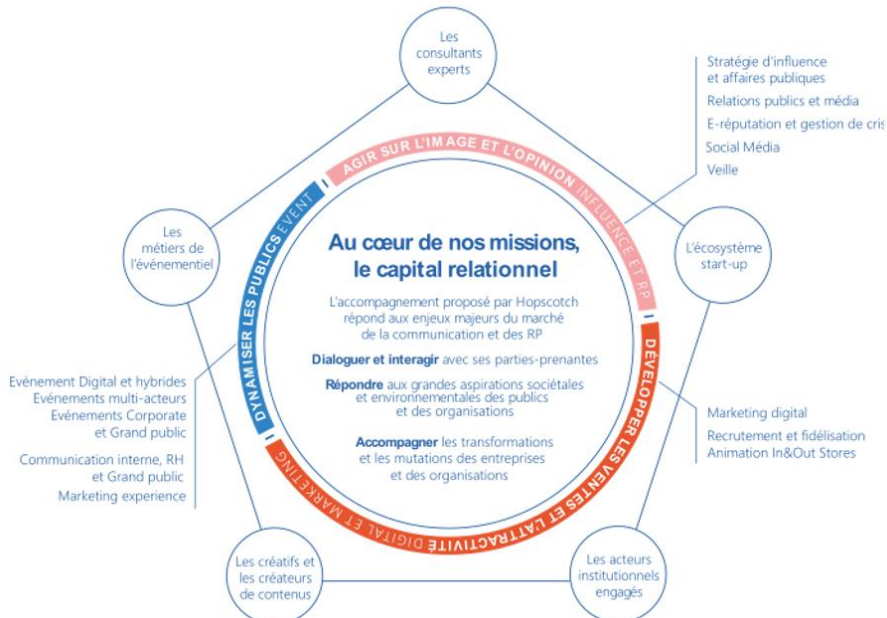 Les
consultants
experts
Stratégie d'influence
et affaires publiques
Relations publics et média
E-réputation et gestion de cris
Social Média
Veille
AGIR SUR L'IMAGE ET L'OPINION INFLUENCE ET RP
Les
métiers de
l'événementiel
L'écosystème
start-up
DYNAMISER LES PUBLICS EVENT
Au cœur de nos missions,
le capital relationnel
L'accompagnement proposé par Hopscotch
répond aux enjeux majeurs du marché
de la communication et des RP
Dialoguer et interagir avec ses parties-prenantes
Répondre aux grandes aspirations sociétales
et environnementales des publics
et des organisations
Accompagner les transformations
et les mutations des entreprises
et des organisations
DÉVELOPPER LES VENTES ET L'ATTRACTIVITÉ DIGITAL ET MARKETING
Evénement Digital et hybrides
Evénements multi-acteurs
Evénements Corporate
et Grand public
Communication interne, RH
et Grand public
Marketing experience
Marketing digital
Recrutement et fidélisation
Animation In&Out Stores
Les créatifs et
les créateurs
de contenus
Les acteurs
institutionnels
engagés